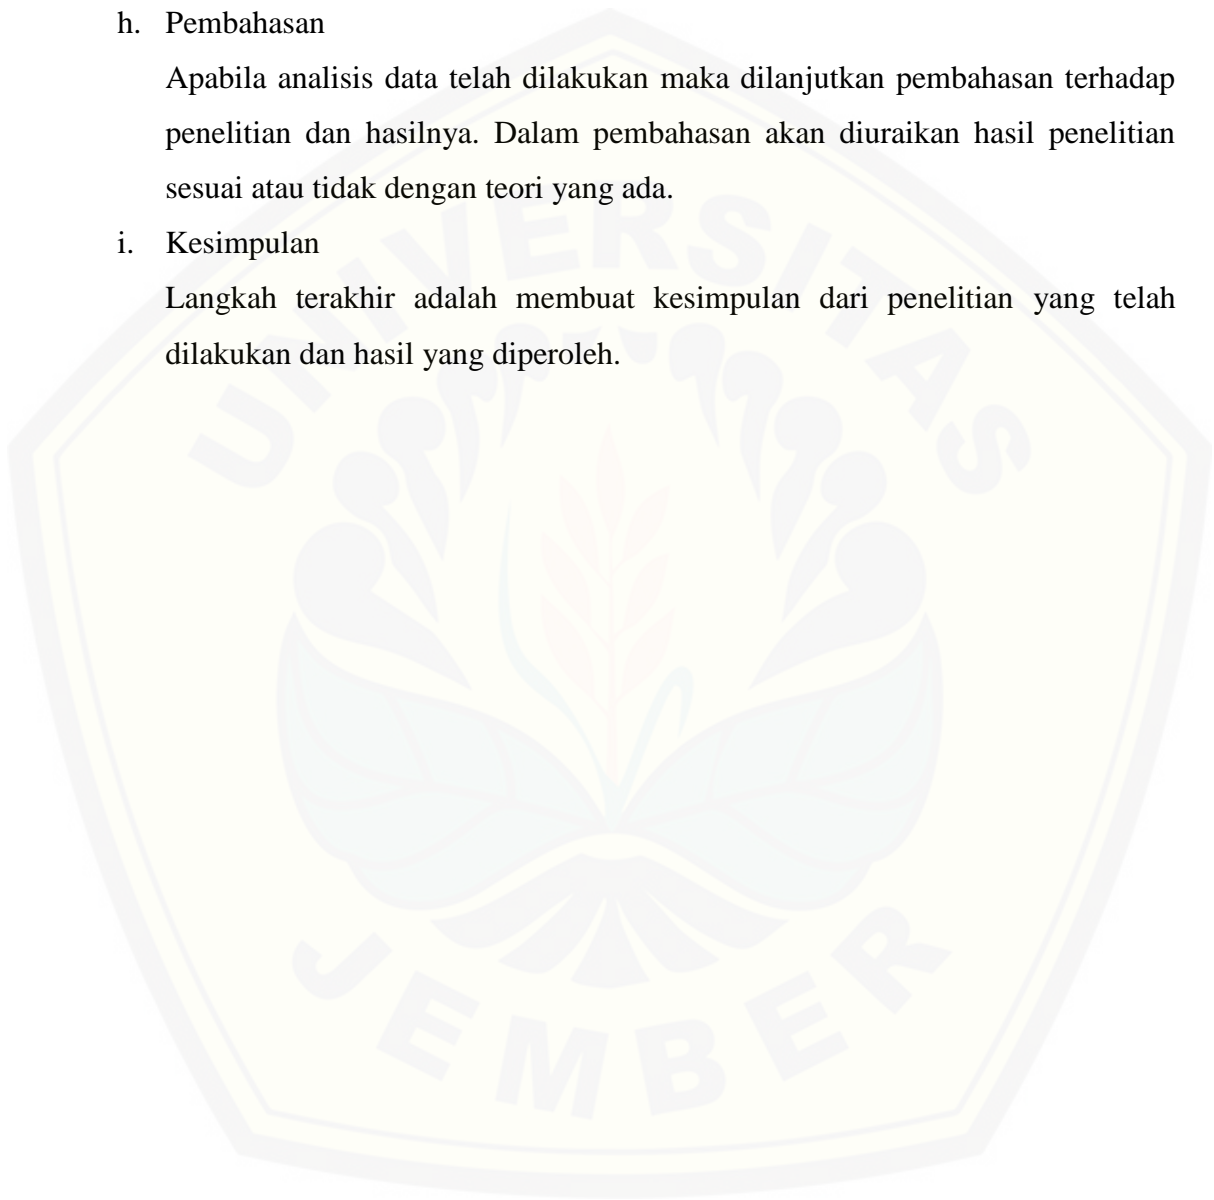 h. Pembahasan
Apabila analisis data telah dilakukan maka dilanjutkan pembahasan terhadap
penelitian dan hasilnya. Dalam pembahasan akan diuraikan hasil penelitian
sesuai atau tidak dengan teori yang ada.
i. Kesimpulan
Langkah terakhir adalah membuat kesimpulan dari penelitian yang telah
dilakukan dan hasil yang diperoleh.
UNIVERSITAS
JEMBER